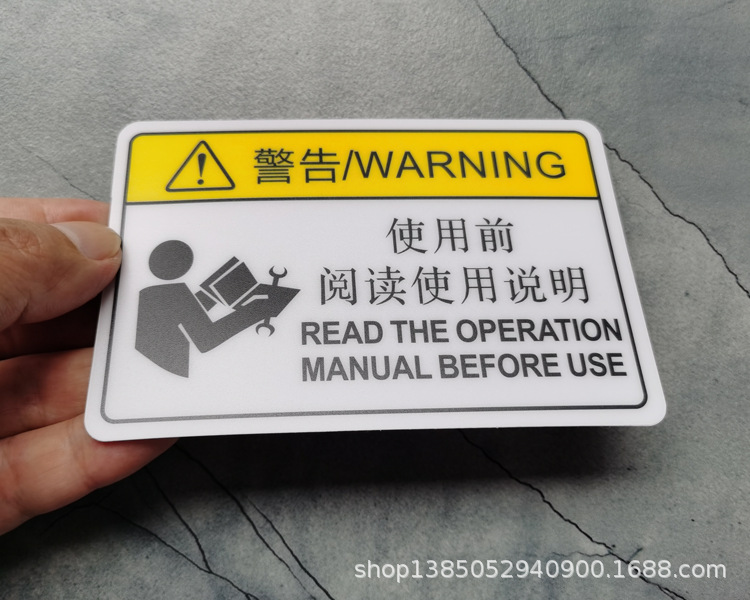 警告/WARNING
使用前
阅读使用说明
READ THE OPERATION
MANUAL BEFORE USE
shop1385052940900.1688.com